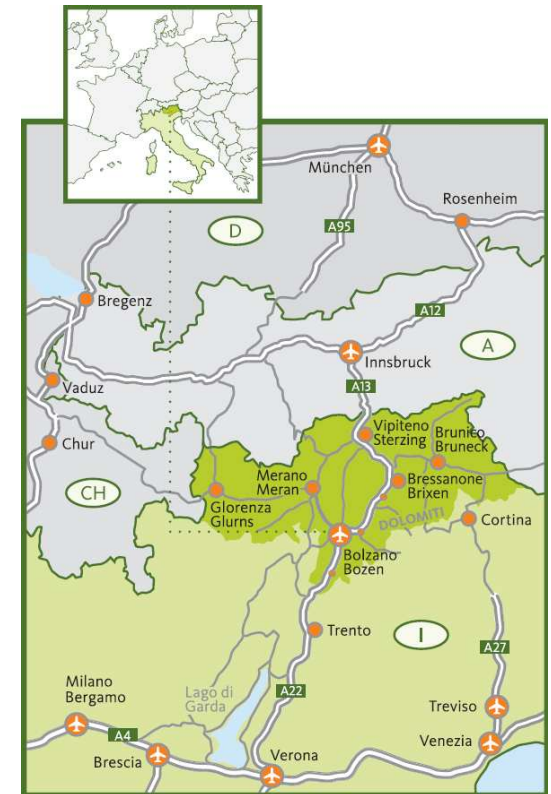 München
Rosenheim
D
A95
Bregenz
A12
A
Innsbruck
Vaduz
A13
Chur
Vipiteno
Sterzing
Brunico
Bruneck
CH
Merano
Meran
Bressanone
Brixen
Glorenza
Glurns
DOLOMITI
Cortina
Bolzano
Bozen
Trento
I
A27
Milano
Bergamo
Lago di
Garda
A22
Treviso
A4
Venezia
Brescia
Verona